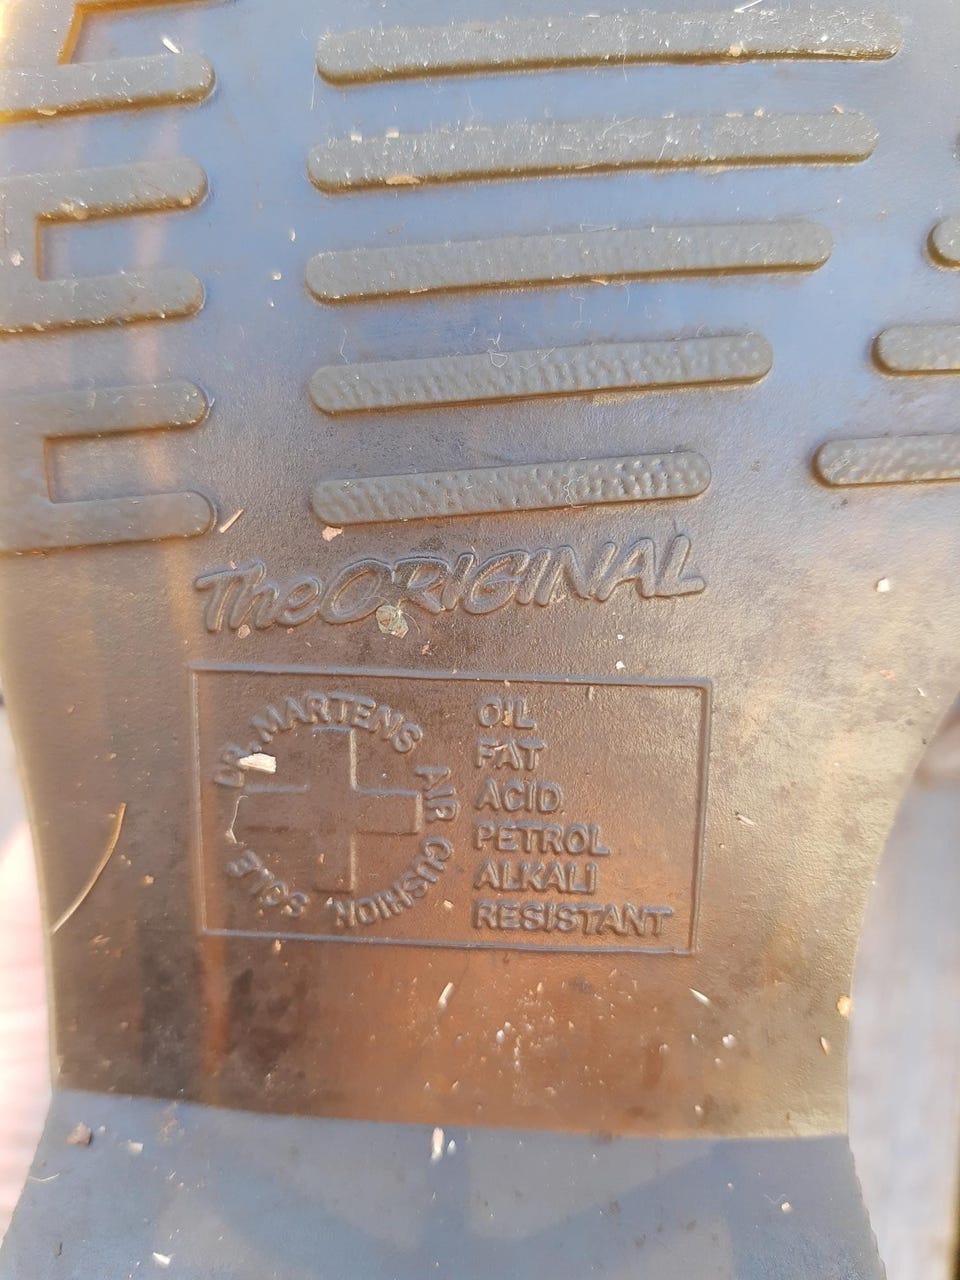 The ORIGINAL
DR. MARTENS AIR CUSHION SOLE
OIL
FAT
ACID
PETROL
ALKALI
RESISTANT